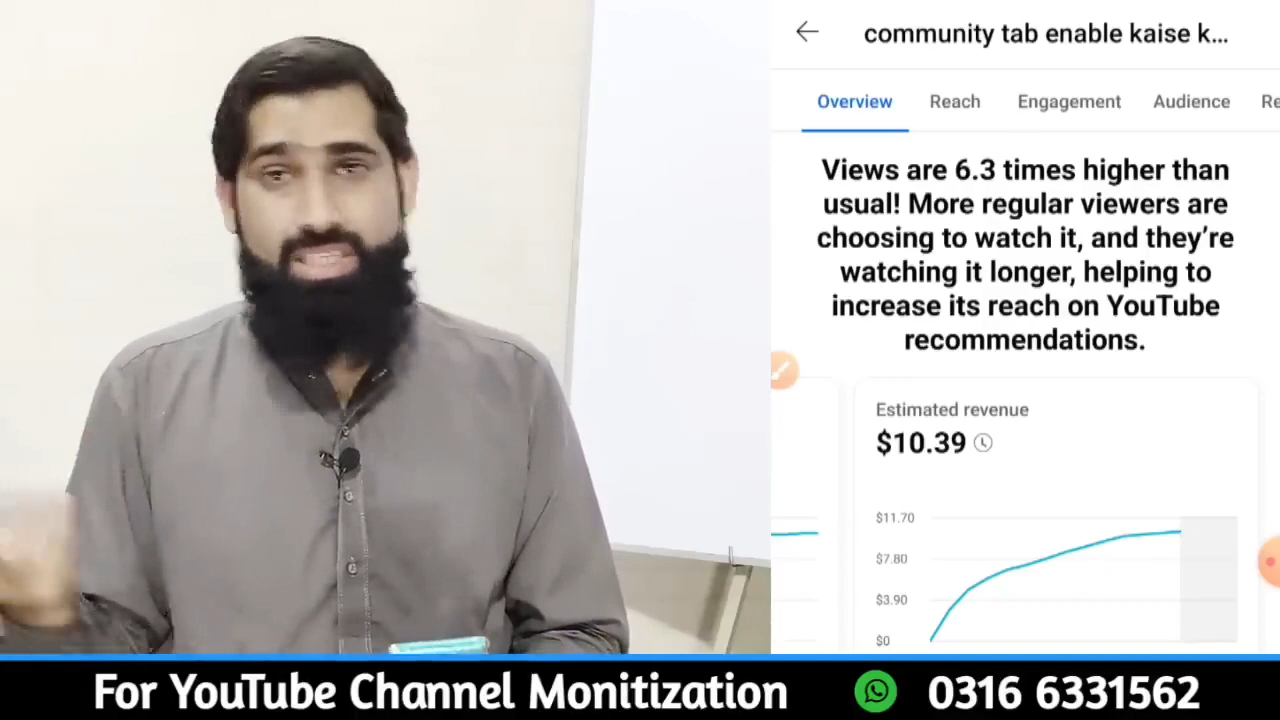 community tab enable kaise k...
Overview Reach Engagement Audience Re
Views are 6.3 times higher than
usual! More regular viewers are
choosing to watch it, and they're
watching it longer, helping to
increase its reach on YouTube
recommendations.
Estimated revenue
$10.39
$11.70
$7.80
$3.90
$0
For YouTube Channel Monitization 0316 6331562